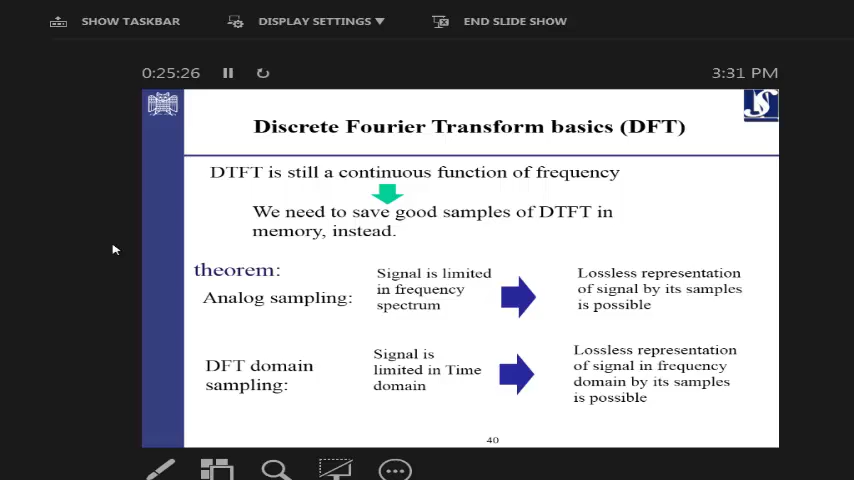 SHOW TASKBAR
DISPLAY SETTINGS
END SLIDE SHOW
0:25:26
3:31 PM
Discrete Fourier Transform basics (DFT)
DTFT is still a continuous function of frequency
We need to save good samples of DTFT in
memory, instead.
theorem:
Analog sampling:
Signal is limited
in frequency
spectrum
Lossless representation
of signal by its samples
is possible
DFT domain
sampling:
Signal is
limited in Time
domain
Lossless representation
of signal in frequency
domain by its samples
is possible
40